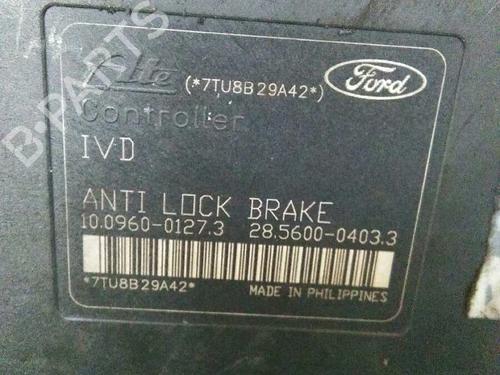 Ate (*7TU8B29A42*) Ford
Controller
IVD
ANTI LOCK BRAKE
10.0960-0127.3 28.5600-0403.3
*7TU8B29A42* MADE IN PHILIPPINES
B-PARTS